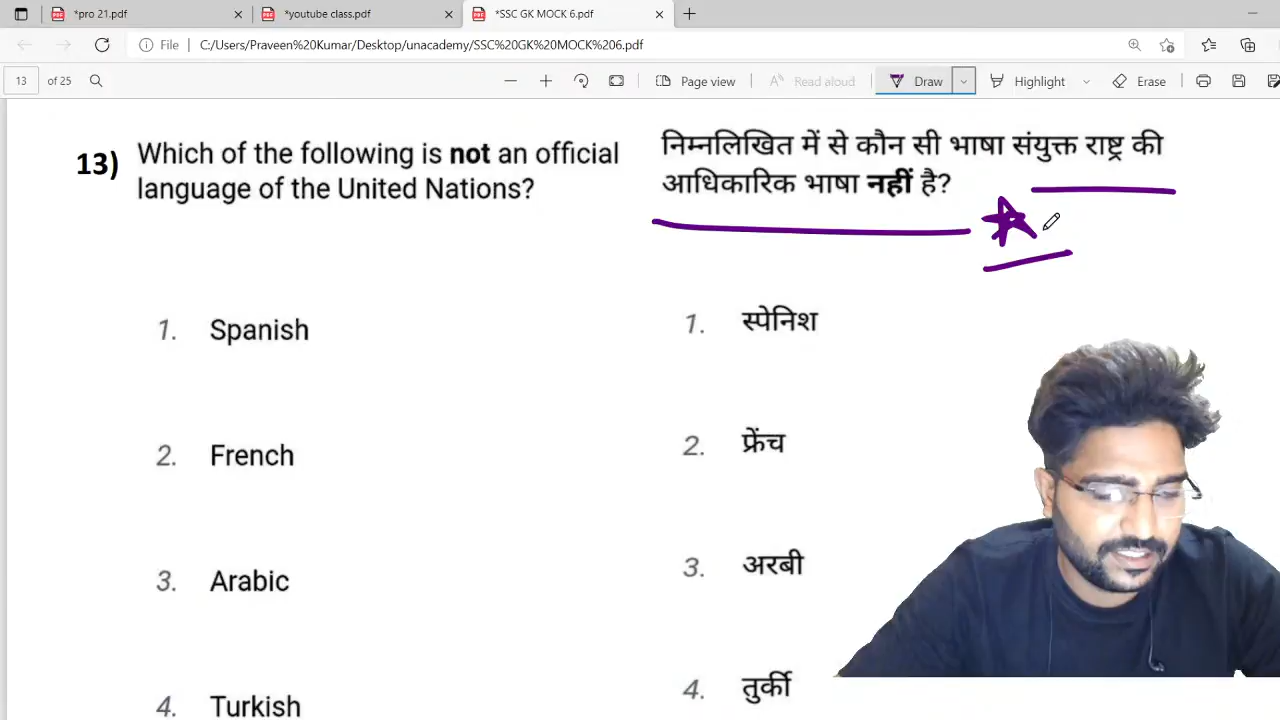 *pro 21.pdf
*youtube class.pdf
*SSC GK MOCK 6.pdf
File
C:/Users/Praveen%20Kumar/Desktop/unacademy/SSC%20GK%20MOCK%206.pdf
13 of 25
Page view
Read aloud
Draw
Highlight
Erase
13) Which of the following is not an official
language of the United Nations?
निम्नलिखित में से कौन सी भाषा संयुक्त राष्ट्र की
आधिकारिक भाषा नहीं है?
1. Spanish
1. स्पेनिश
2. French
2. फ्रेंच
3. Arabic
3. अरबी
4. Turkish
4. तुर्की